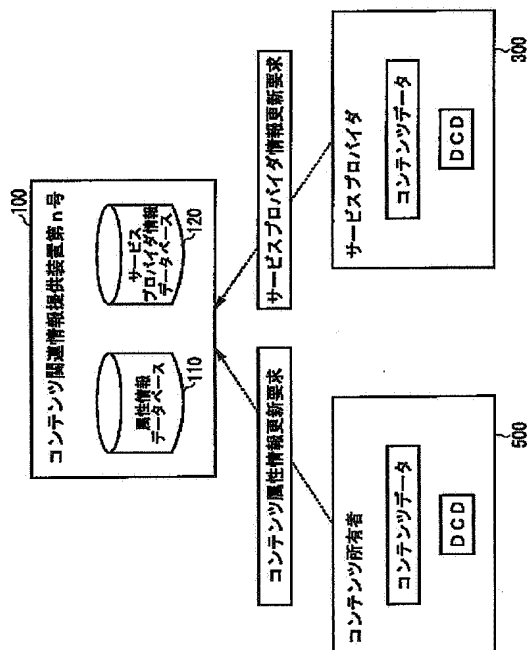 100
コンテンツ関連情報提供装置第n号
属性情報
データベース
110
サービス
プロバイダ情報
データベース
120
コンテンツ属性情報更新要求
サービスプロバイダ情報更新要求
コンテンツ所有者
コンテンツデータ
DCD
500
サービスプロバイダ
コンテンツデータ
DCD
300